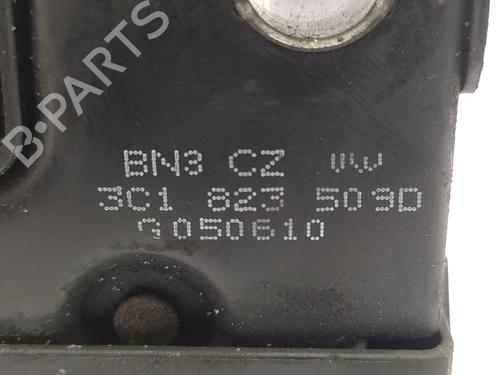 B-PARTS
BN3 CZ VW
3C1 823 509D
G050610